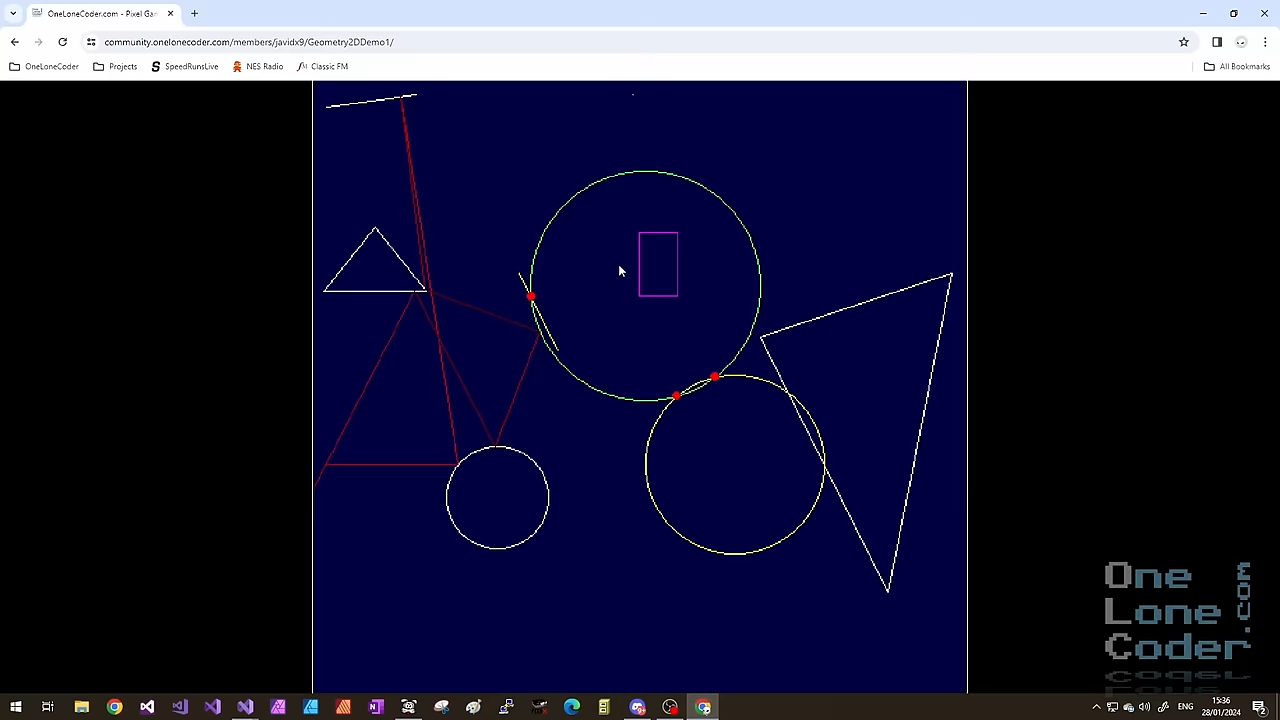 OneLoneCoder.com - Pixel Gam
community.onelonecoder.com/members/javidx9/Geometry2DDemo1/
OneLoneCoder
Projects
SpeedRunsLive
NES Radio
Classic FM
All Bookmarks
One
Lone
Coder
.COM
ENG
15:36
28/01/2024